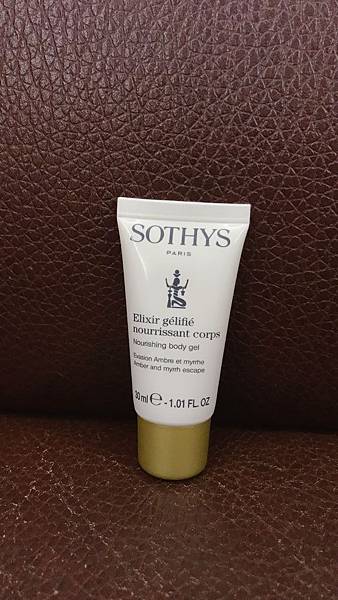 SOTHYS
PARIS
Elixir gélifié
nourrissant corps
Nourishing body gel
Evasion Ambre et myrrhe
Amber and myrrh escape
30 ml ℮ - 1.01 FL. OZ